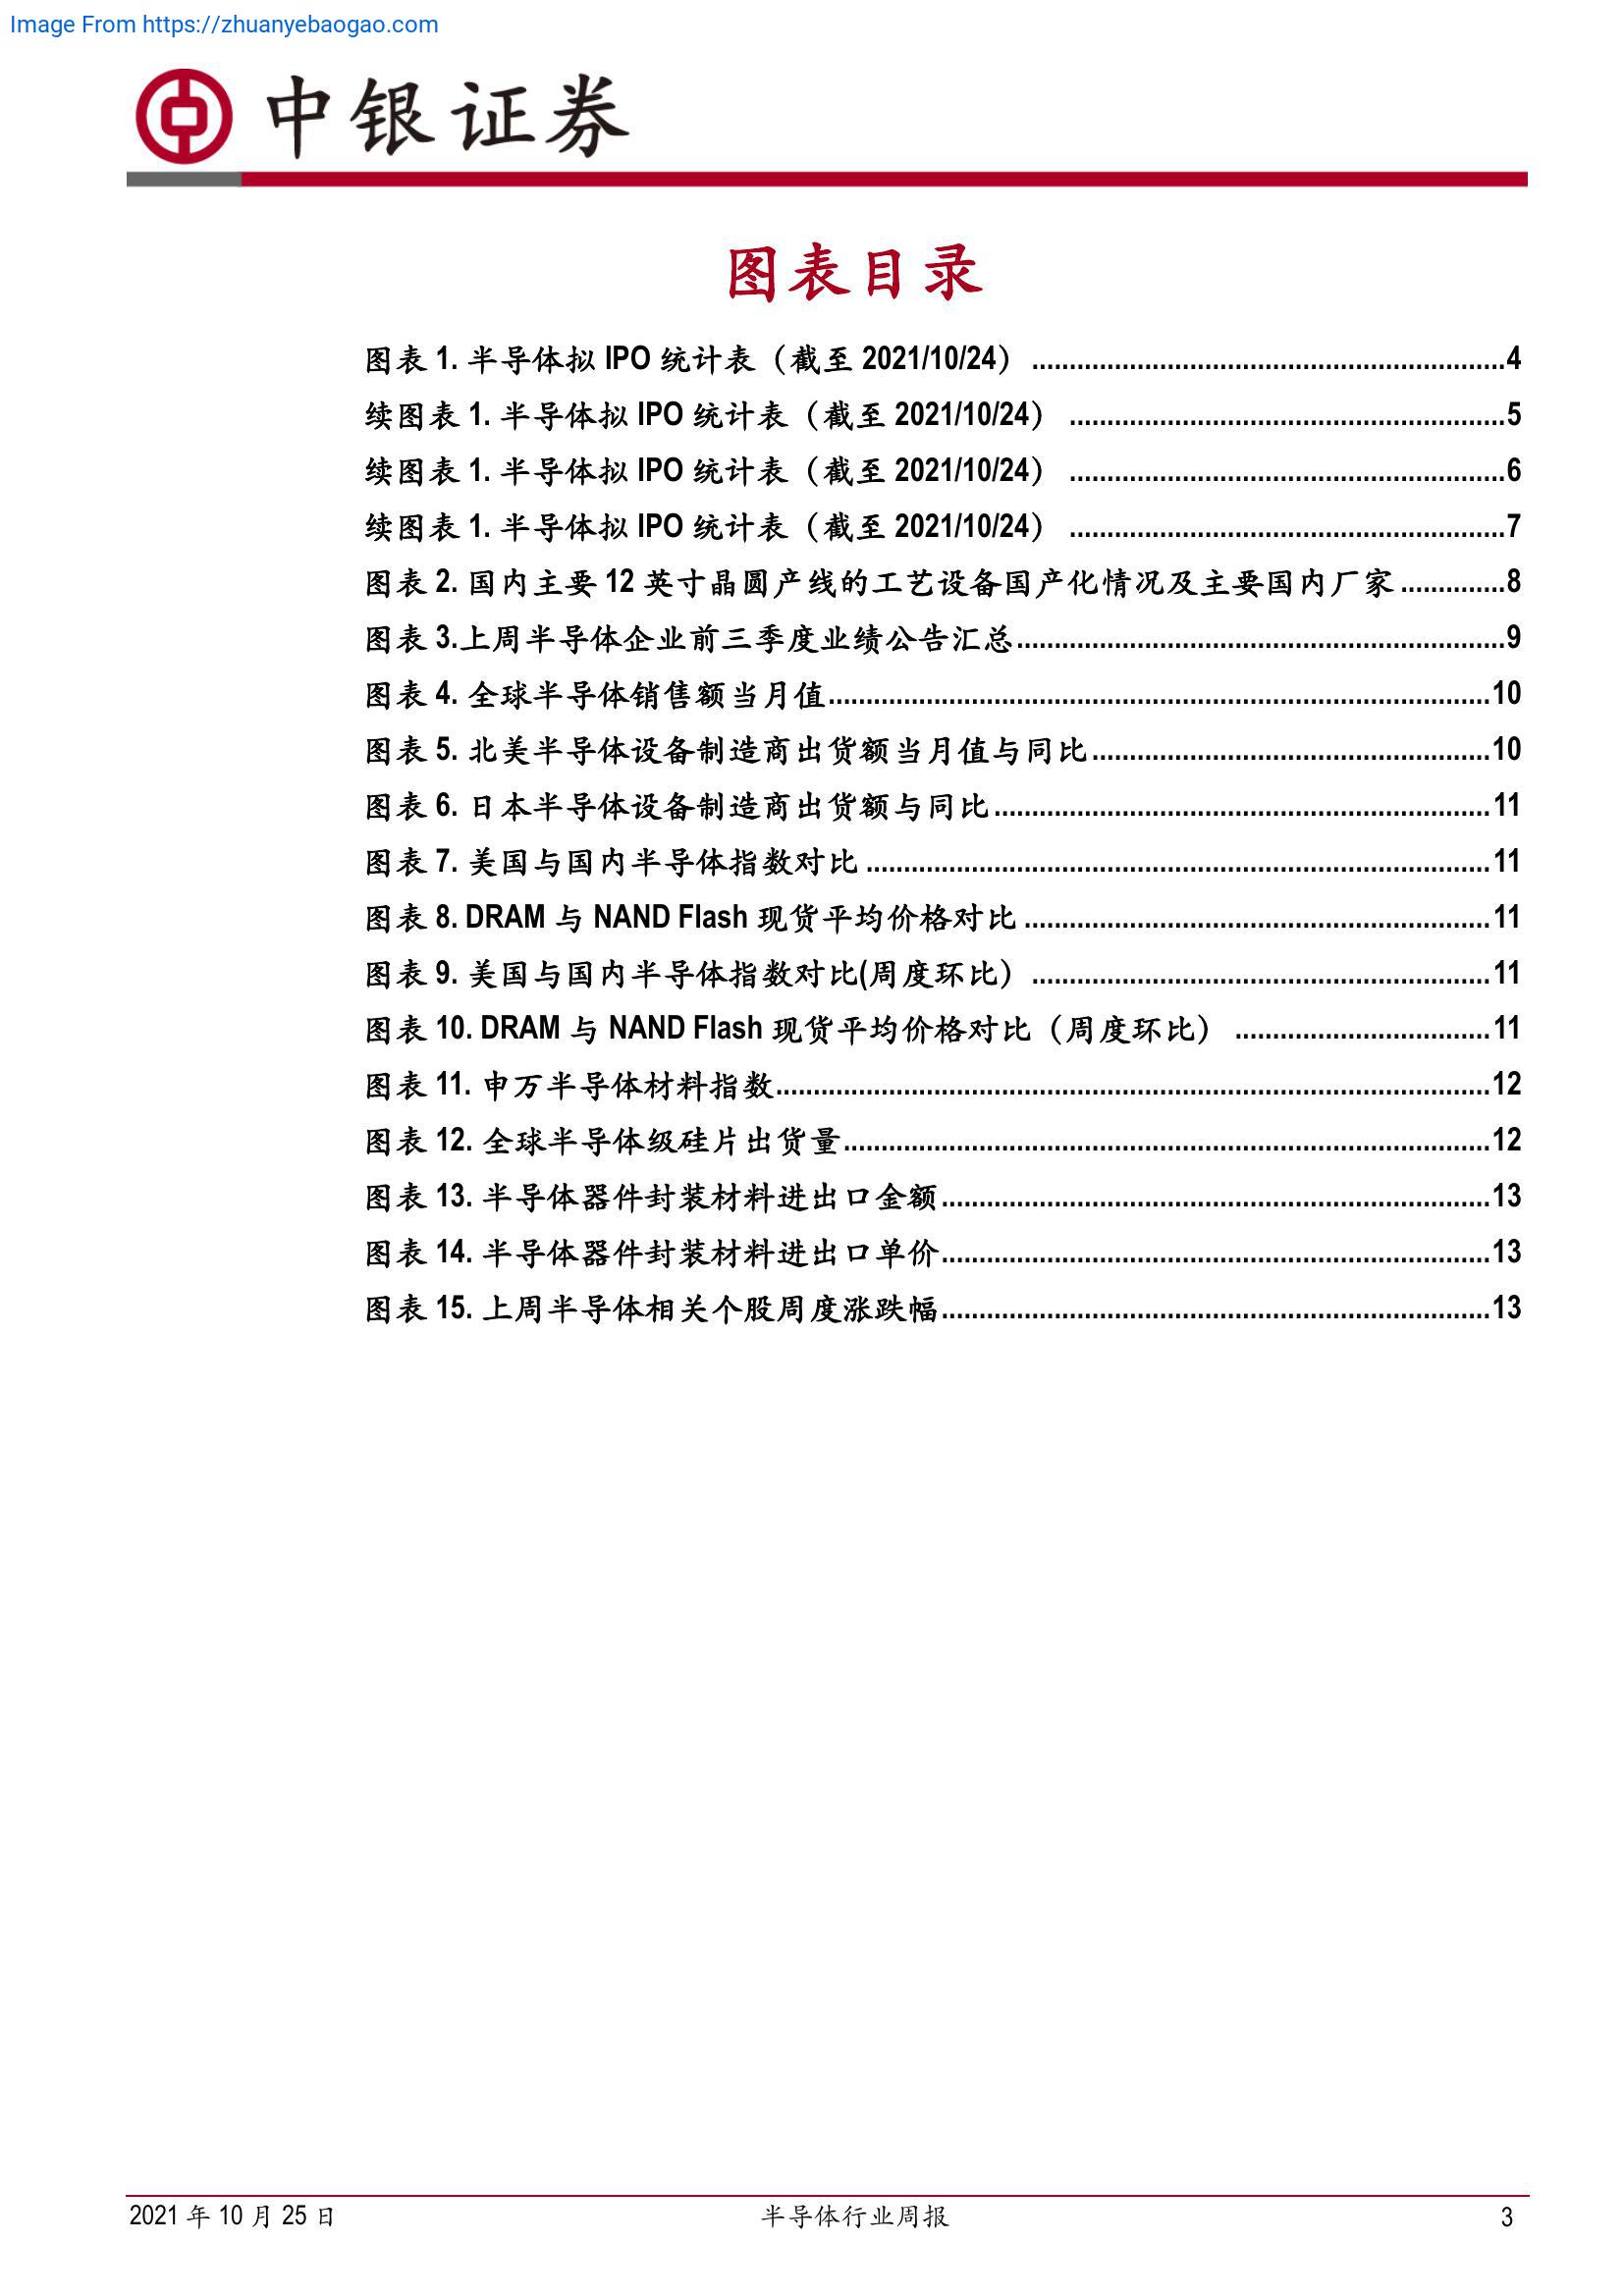 Image From https://zhuanyebaogao.com
中银证券
图表目录
图表 1. 半导体拟 IPO 统计表（截至 2021/10/24） ...............................................................4
续图表 1. 半导体拟 IPO 统计表（截至 2021/10/24） ..........................................................5
续图表 1. 半导体拟 IPO 统计表（截至 2021/10/24） ..........................................................6
续图表 1. 半导体拟 IPO 统计表（截至 2021/10/24） ..........................................................7
图表 2. 国内主要 12 英寸晶圆产线的工艺设备国产化情况及主要国内厂家 ..............8
图表 3.上周半导体企业前三季度业绩公告汇总.................................................................9
图表 4. 全球半导体销售额当月值........................................................................................10
图表 5. 北美半导体设备制造商出货额当月值与同比.....................................................10
图表 6. 日本半导体设备制造商出货额与同比..................................................................11
图表 7. 美国与国内半导体指数对比 ...................................................................................11
图表 8. DRAM 与 NAND Flash 现货平均价格对比 ..............................................................11
图表 9. 美国与国内半导体指数对比(周度环比） .............................................................11
图表 10. DRAM 与 NAND Flash 现货平均价格对比（周度环比） ..................................11
图表 11. 申万半导体材料指数...............................................................................................12
图表 12. 全球半导体级硅片出货量......................................................................................12
图表 13. 半导体器件封装材料进出口金额.........................................................................13
图表 14. 半导体器件封装材料进出口单价.........................................................................13
图表 15. 上周半导体相关个股周度涨跌幅.........................................................................13
2021 年 10 月 25 日 半导体行业周报 3